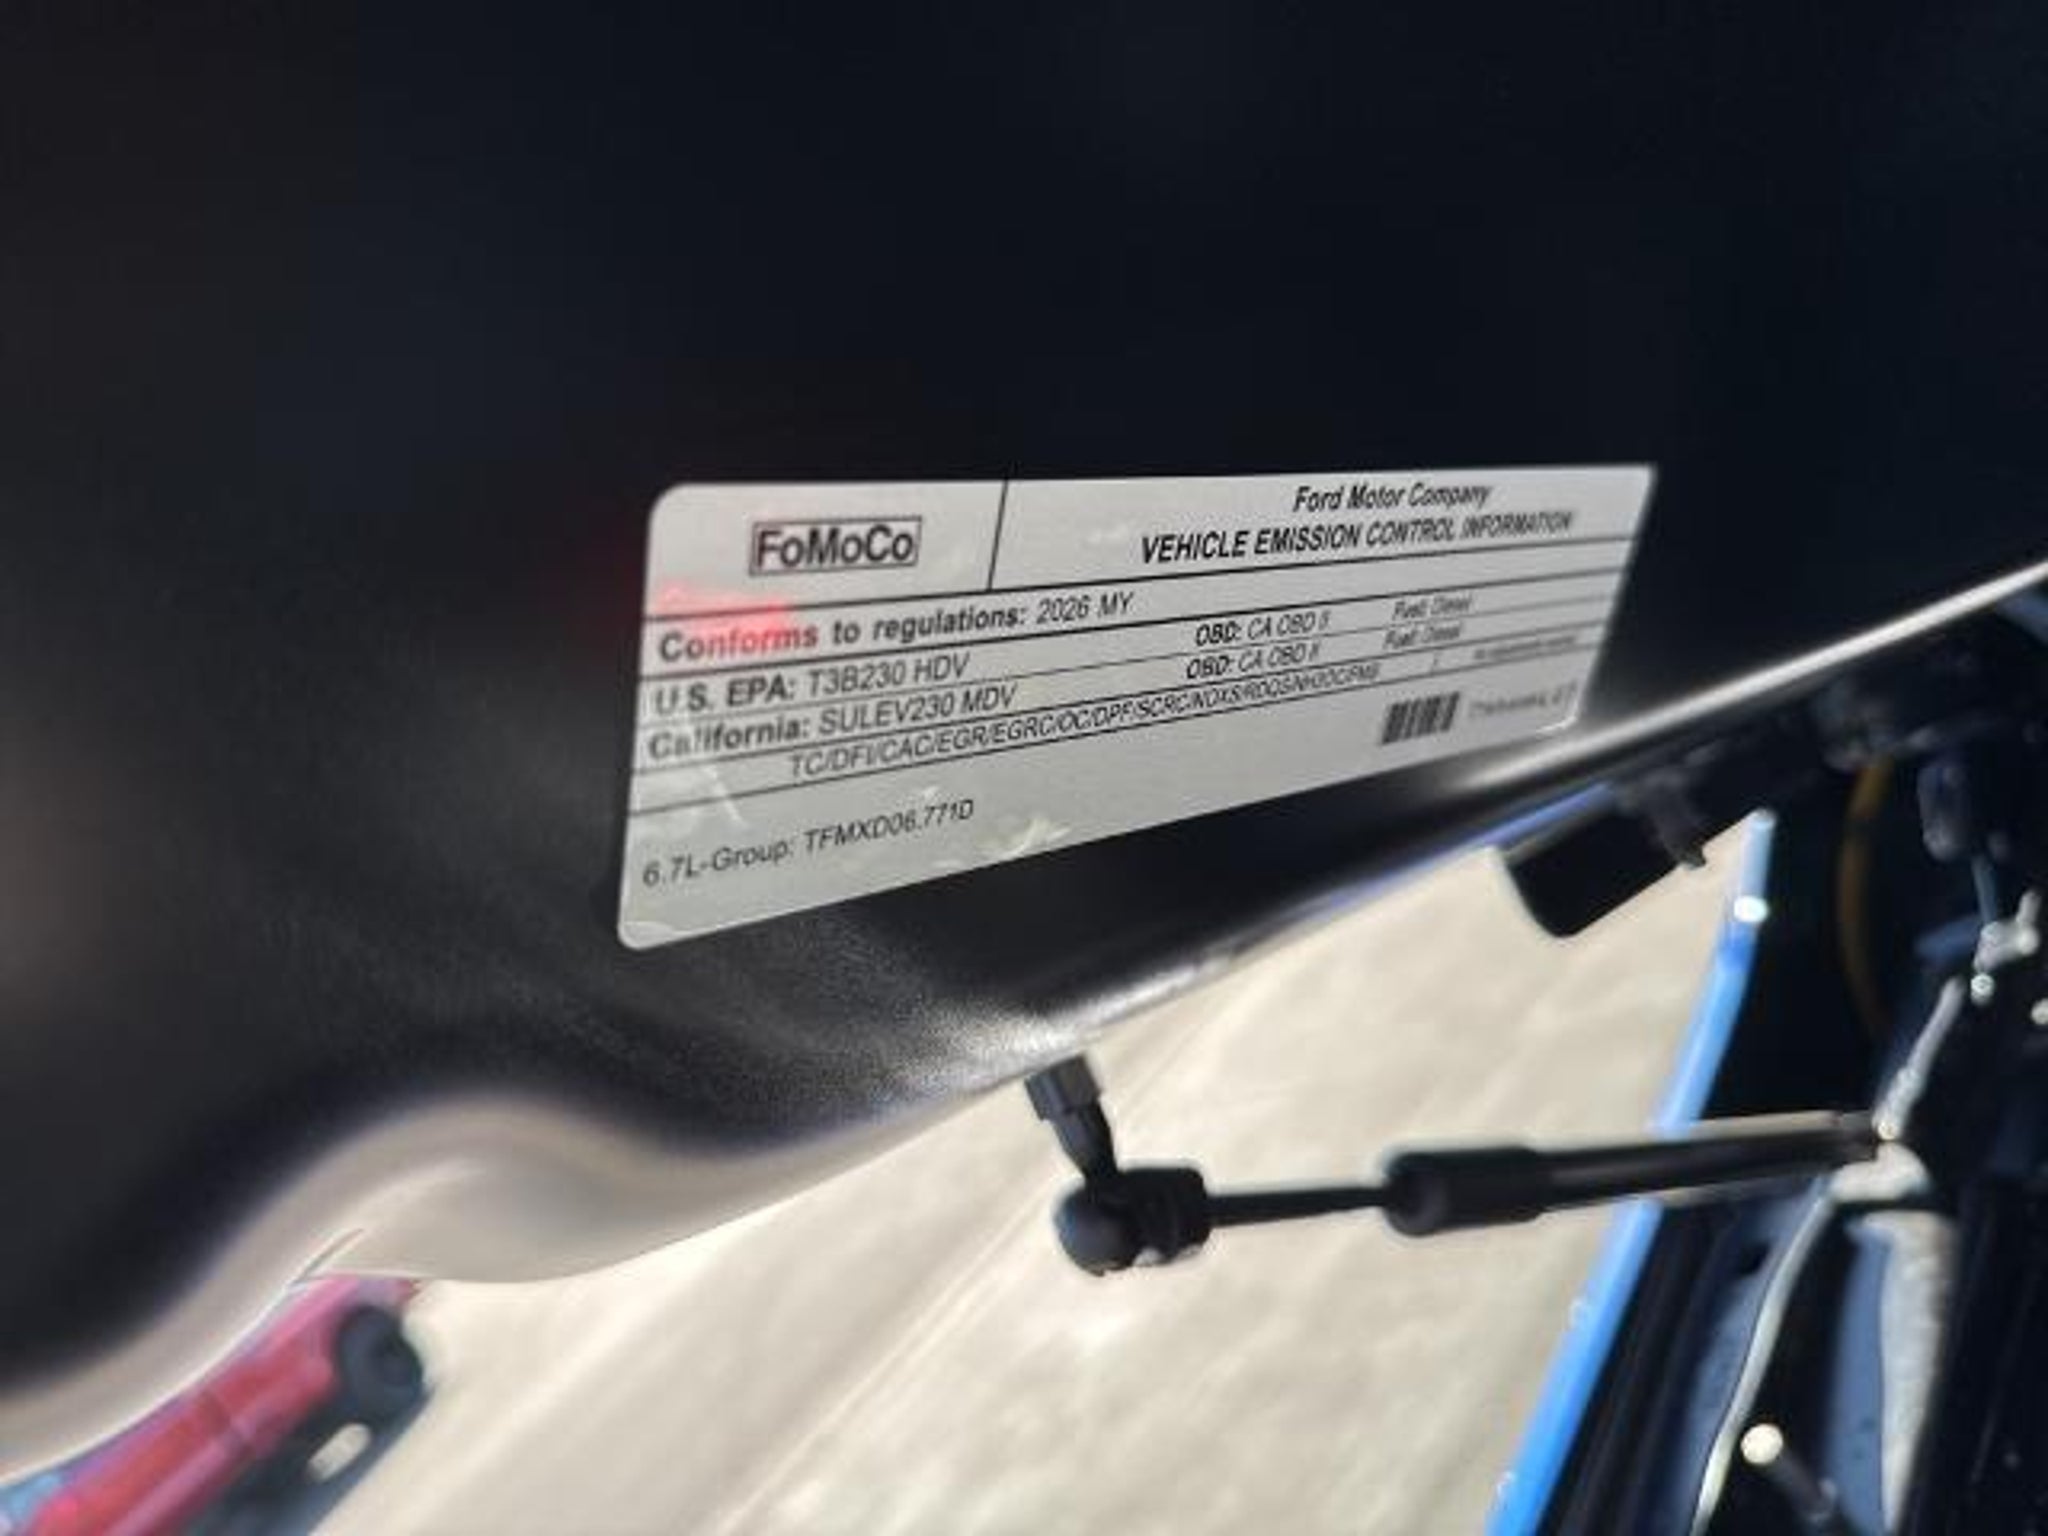 FoMoCo
Ford Motor Company
VEHICLE EMISSION CONTROL INFORMATION
Conforms to regulations: 2026 MY
U.S. EPA: T3B230 HDV OBD: CA OBD II Fuel: Diesel
California: SULEV230 MDV OBD: CA OBD II Fuel: Diesel
TC/DFI/CAC/EGR/EGRC/OC/DPF/SCRC/NOXS/RDQS/NH3OC/PMS
6.7L-Group: TFMXD06.771D